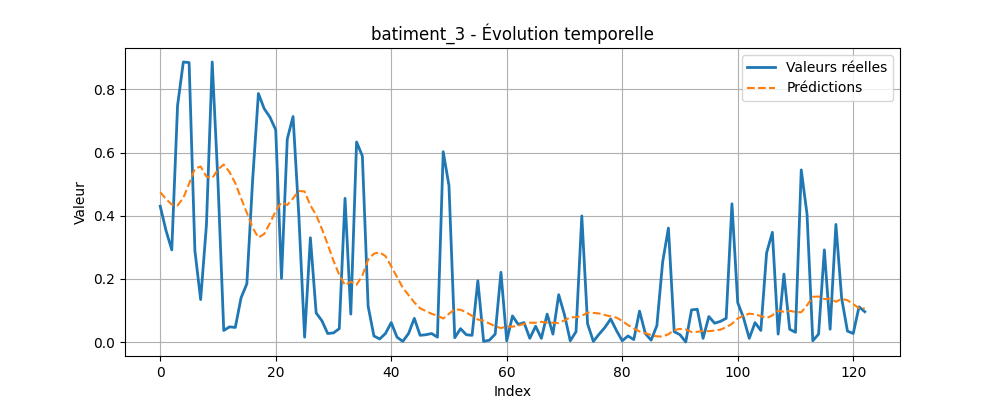 batiment_3 - Évolution temporelle
Valeurs réelles
Prédictions
Valeur
0.8
0.6
0.4
0.2
0.0
0 20 40 60 80 100 120
Index